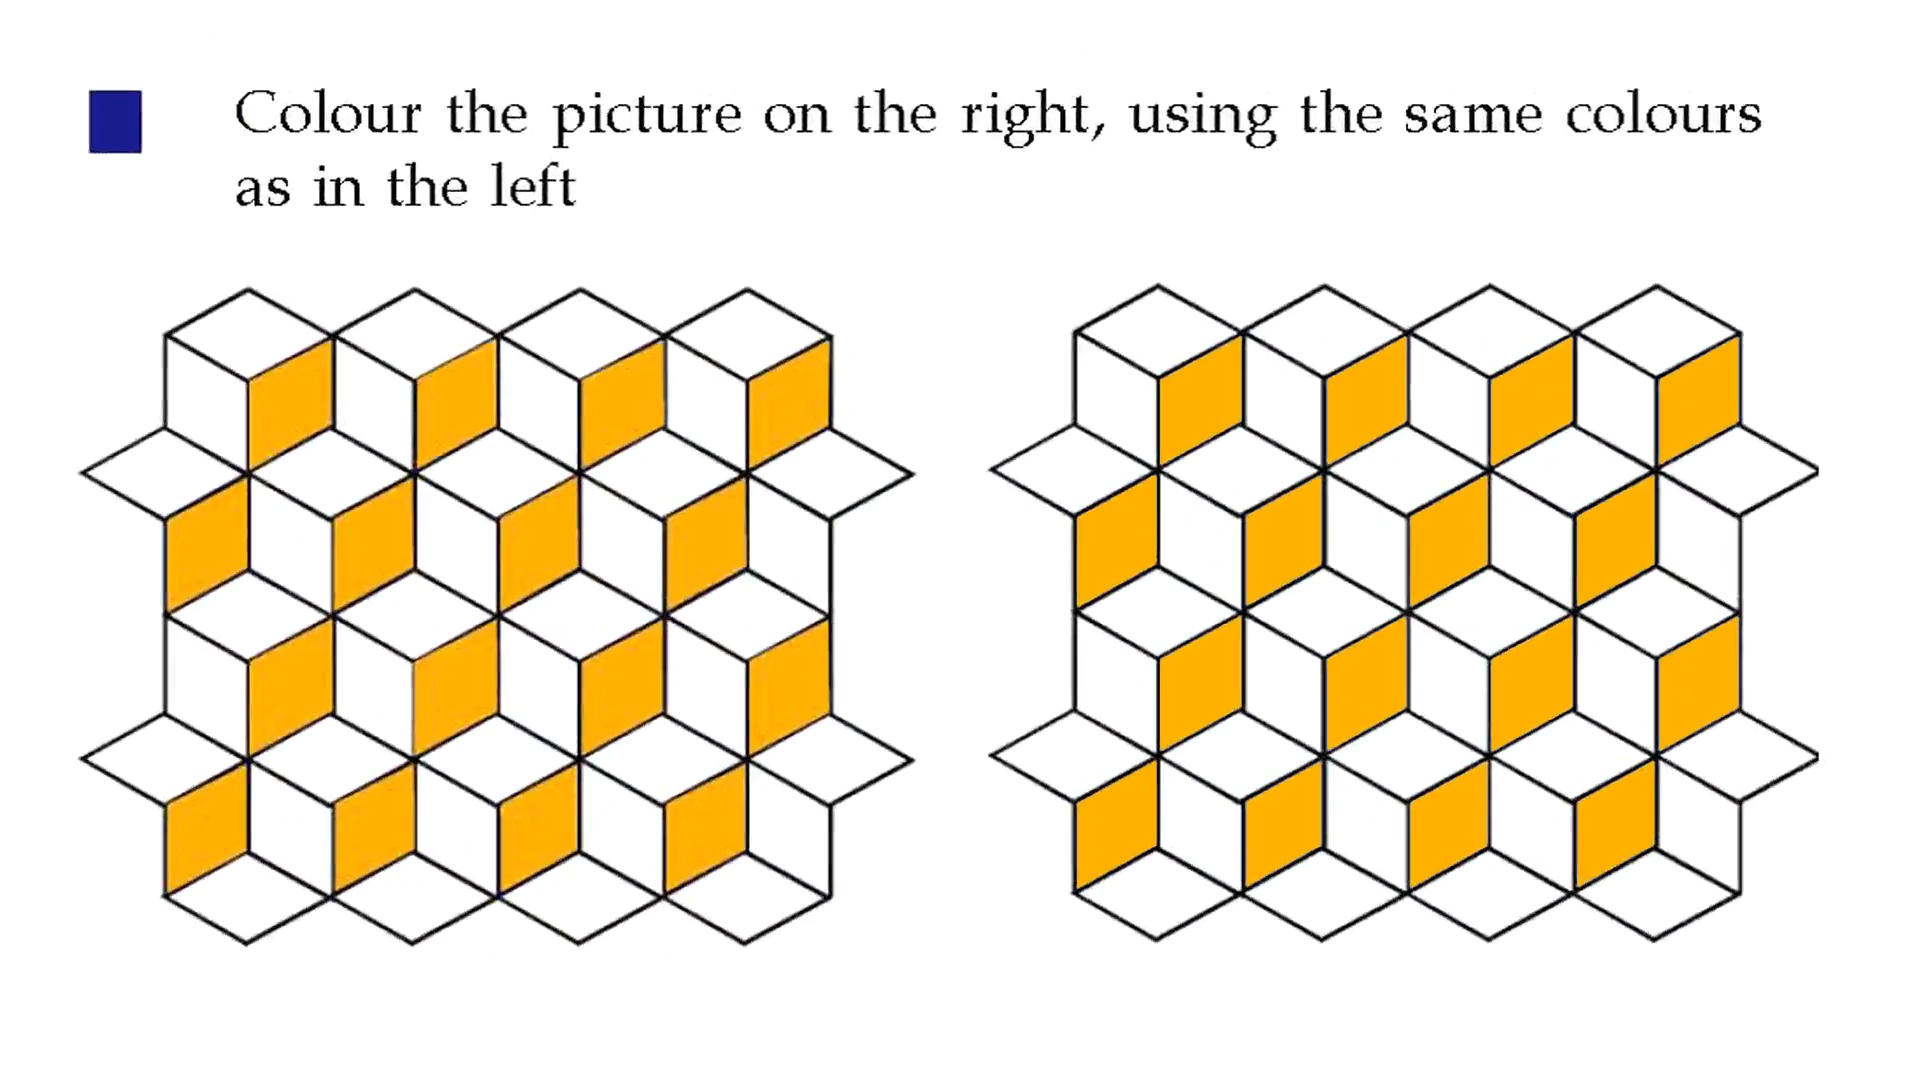 Colour the picture on the right, using the same colours
as in the left